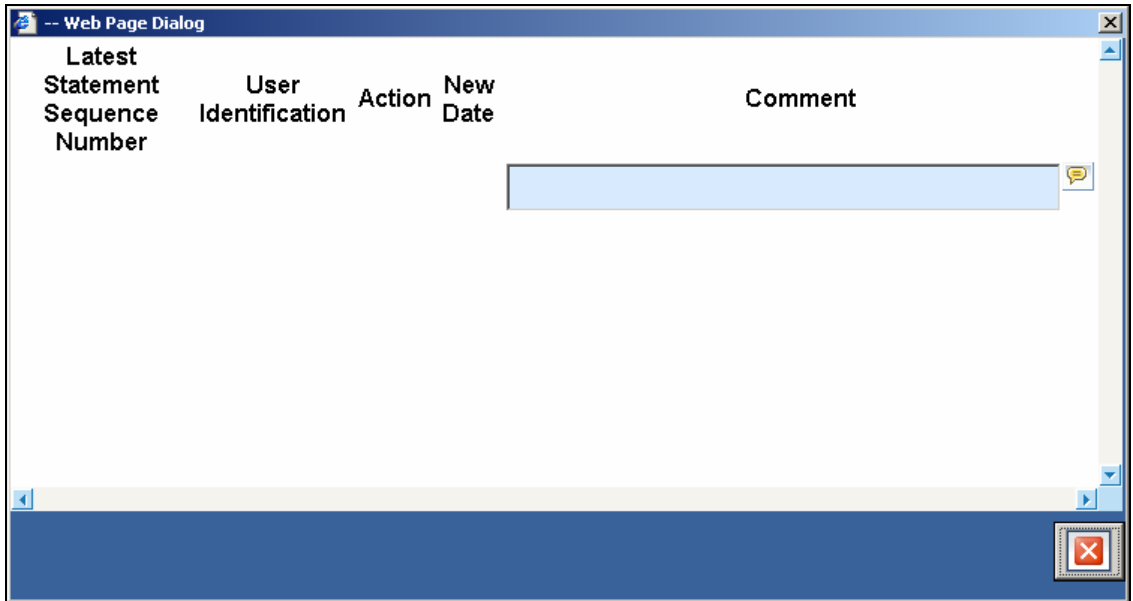 -- Web Page Dialog
Latest
Statement
Sequence
Number
User
Identification
Action
New
Date
Comment